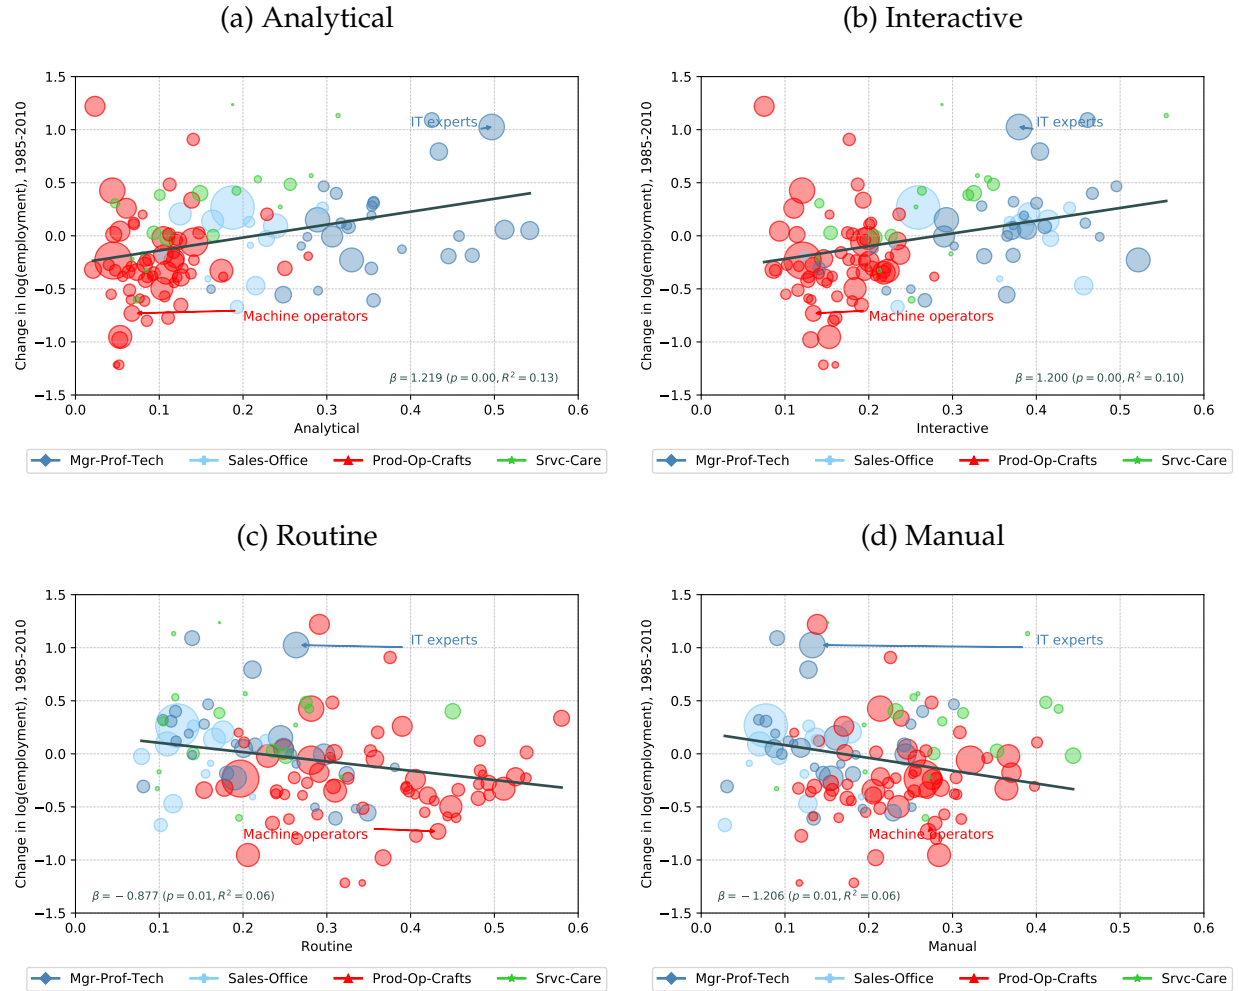 (a) Analytical
(b) Interactive
Change in log(employment), 1985-2010
1.5
1.0
0.5
0.0
−0.5
−1.0
−1.5
IT experts
Machine operators
β = 1.219 (p = 0.00, R² = 0.13)
0.0 0.1 0.2 0.3 0.4 0.5 0.6
Analytical
Mgr-Prof-Tech Sales-Office Prod-Op-Crafts Srvc-Care
Change in log(employment), 1985-2010
1.5
1.0
0.5
0.0
−0.5
−1.0
−1.5
IT experts
Machine operators
β = 1.200 (p = 0.00, R² = 0.10)
0.0 0.1 0.2 0.3 0.4 0.5 0.6
Interactive
Mgr-Prof-Tech Sales-Office Prod-Op-Crafts Srvc-Care
(c) Routine
(d) Manual
Change in log(employment), 1985-2010
1.5
1.0
0.5
0.0
−0.5
−1.0
−1.5
IT experts
Machine operators
β = −0.877 (p = 0.01, R² = 0.06)
0.0 0.1 0.2 0.3 0.4 0.5 0.6
Routine
Mgr-Prof-Tech Sales-Office Prod-Op-Crafts Srvc-Care
Change in log(employment), 1985-2010
1.5
1.0
0.5
0.0
−0.5
−1.0
−1.5
IT experts
Machine operators
β = −1.206 (p = 0.01, R² = 0.06)
0.0 0.1 0.2 0.3 0.4 0.5 0.6
Manual
Mgr-Prof-Tech Sales-Office Prod-Op-Crafts Srvc-Care